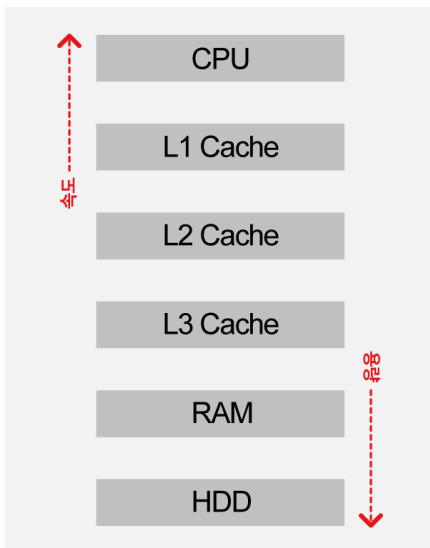 CPU
L1 Cache
속도
L2 Cache
L3 Cache
용량
RAM
HDD